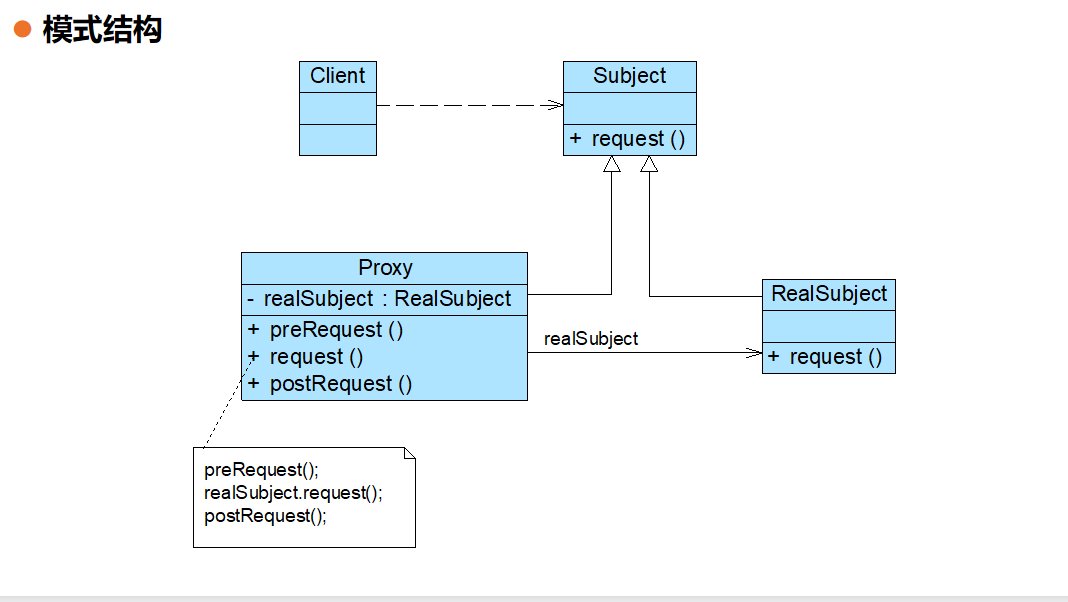 模式结构
Client
Subject
+ request ()
Proxy
- realSubject : RealSubject
+ preRequest ()
+ request ()
+ postRequest ()
realSubject
RealSubject
+ request ()
preRequest();
realSubject.request();
postRequest();